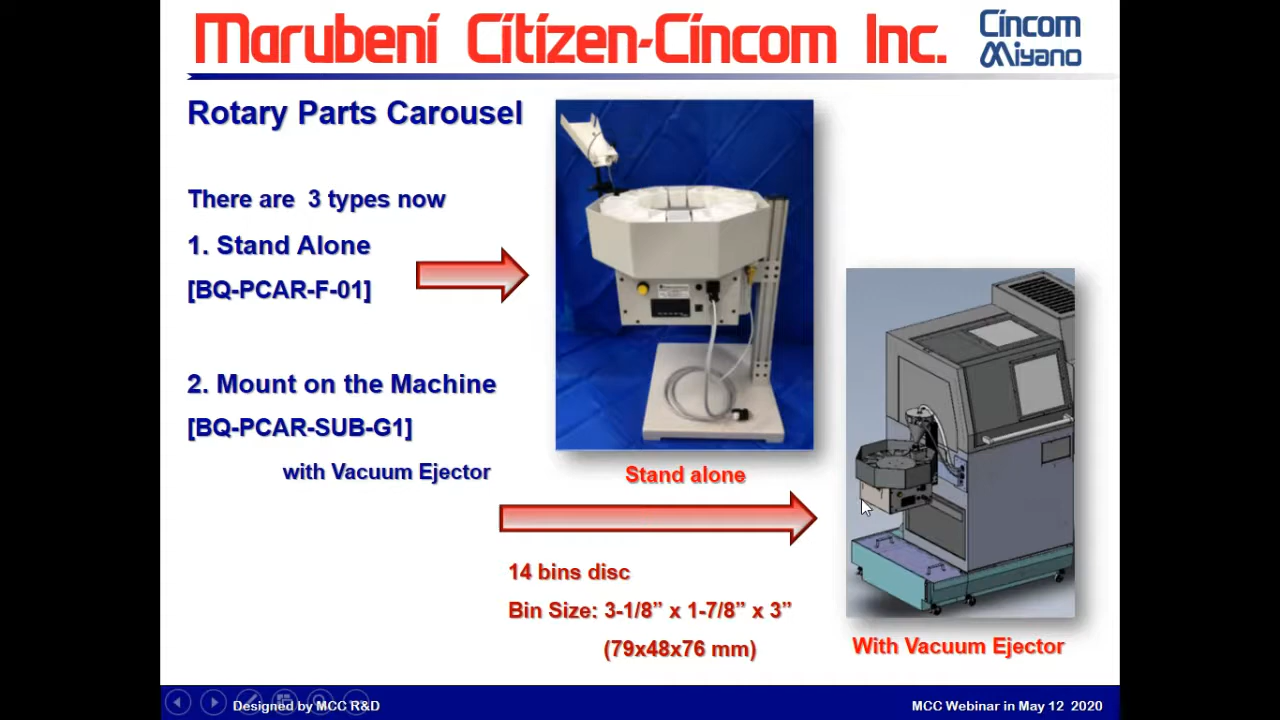 Marubeni Citizen-Cincom Inc.
Cincom
Miyano
Rotary Parts Carousel
There are 3 types now
1. Stand Alone
[BQ-PCAR-F-01]
2. Mount on the Machine
[BQ-PCAR-SUB-G1]
with Vacuum Ejector
Stand alone
14 bins disc
Bin Size: 3-1/8” x 1-7/8” x 3”
(79x48x76 mm)
With Vacuum Ejector
Designed by MCC R&D
MCC Webinar in May 12 2020